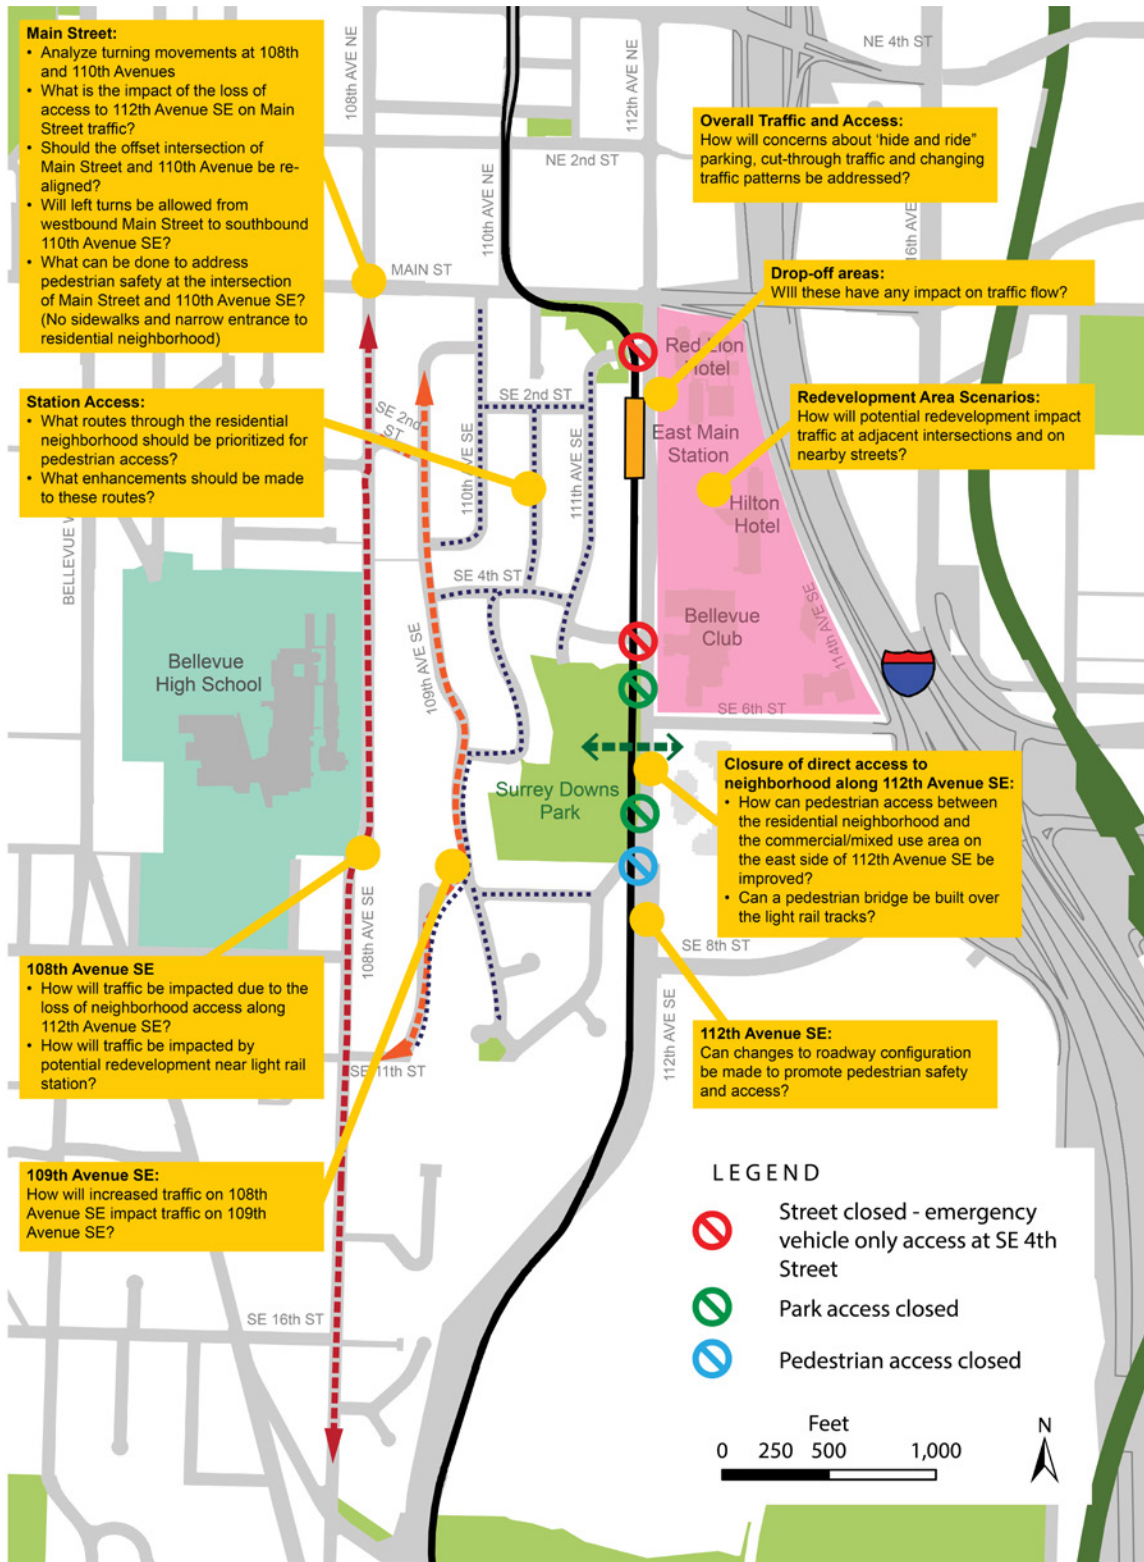 Main Street:
• Analyze turning movements at 108th
and 110th Avenues
• What is the impact of the loss of
access to 112th Avenue SE on Main
Street traffic?
• Should the offset intersection of
Main Street and 110th Avenue be re-
aligned?
• Will left turns be allowed from
westbound Main Street to southbound
110th Avenue SE?
• What can be done to address
pedestrian safety at the intersection
of Main Street and 110th Avenue SE?
(No sidewalks and narrow entrance to
residential neighborhood)
108th AVE NE
112th AVE NE
NE 4th ST
Overall Traffic and Access:
How will concerns about ‘hide and ride”
parking, cut-through traffic and changing
traffic patterns be addressed?
NE 2nd ST
110th AVE NE
16th AVE
MAIN ST
Drop-off areas:
WIll these have any impact on traffic flow?
Red Lion
Hotel
Station Access:
• What routes through the residential
neighborhood should be prioritized for
pedestrian access?
• What enhancements should be made
to these routes?
SE 2nd
ST
SE 2nd ST
110th AVE SE
111th AVE SE
East Main
Station
Redevelopment Area Scenarios:
How will potential redevelopment impact
traffic at adjacent intersections and on
nearby streets?
Hilton
Hotel
BELLEVUE
SE 4th ST
109th AVE SE
Bellevue
Club
114th AVE SE
Bellevue
High School
SE 6th ST
Surrey Downs
Park
Closure of direct access to
neighborhood along 112th Avenue SE:
• How can pedestrian access between
the residential neighborhood and
the commercial/mixed use area on
the east side of 112th Avenue SE be
improved?
• Can a pedestrian bridge be built over
the light rail tracks?
108th AVE SE
SE 8th ST
108th Avenue SE
• How will traffic be impacted due to the
loss of neighborhood access along
112th Avenue SE?
• How will traffic be impacted by
potential redevelopment near light rail
station?
SE 11th ST
112th AVE SE
112th Avenue SE:
Can changes to roadway configuration
be made to promote pedestrian safety
and access?
109th Avenue SE:
How will increased traffic on 108th
Avenue SE impact traffic on 109th
Avenue SE?
SE 16th ST
LEGEND
Street closed - emergency
vehicle only access at SE 4th
Street
Park access closed
Pedestrian access closed
Feet
0 250 500 1,000
N